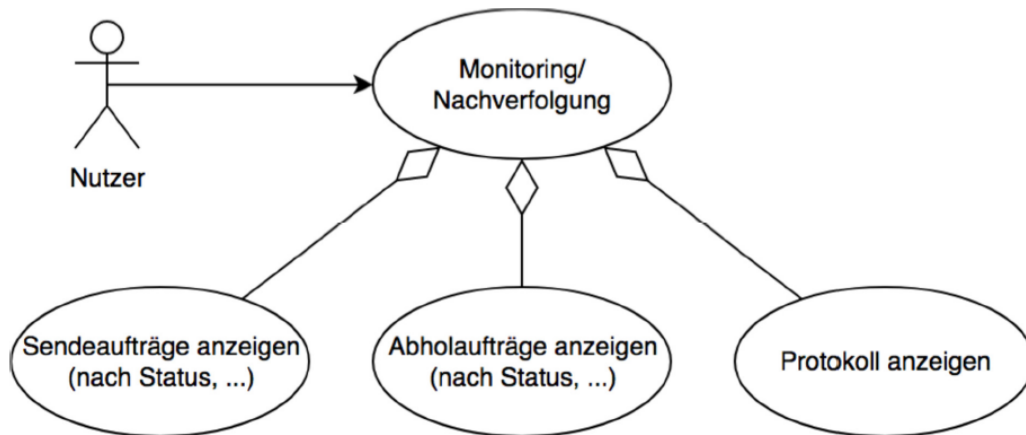 Monitoring/
Nachverfolgung
Nutzer
Sendeaufträge anzeigen
(nach Status, ...)
Abholaufträge anzeigen
(nach Status, ...)
Protokoll anzeigen